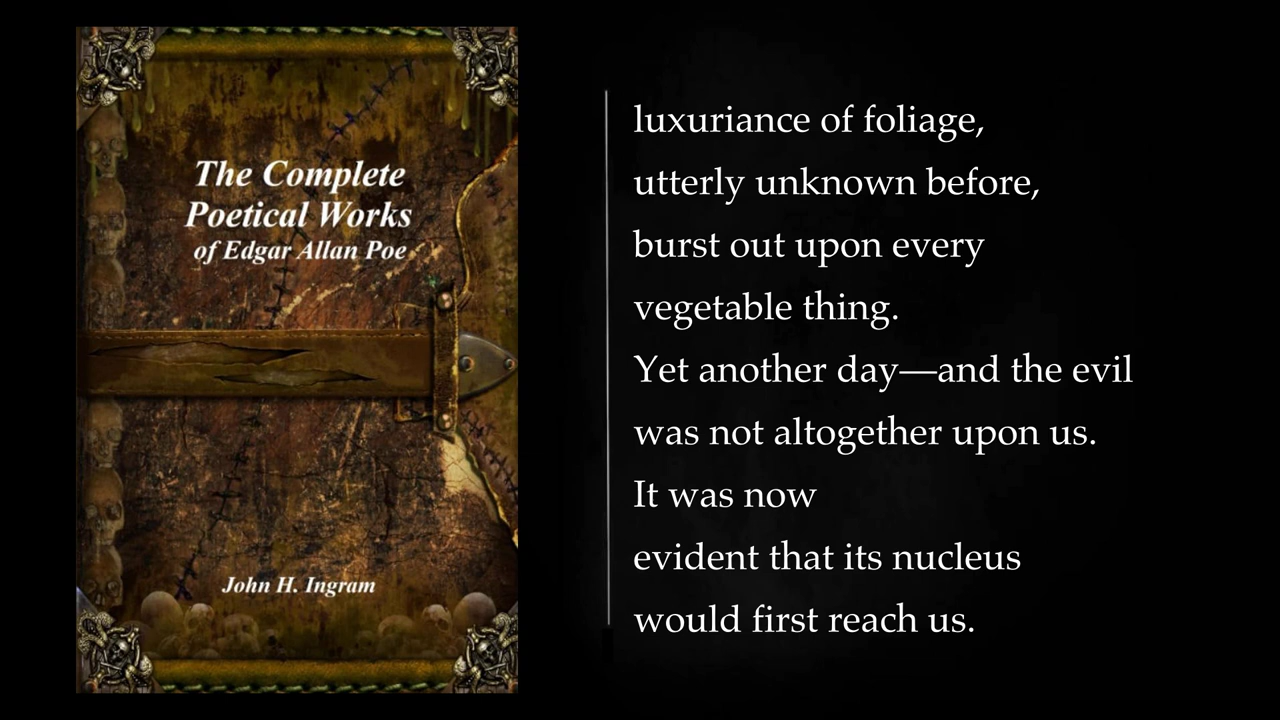 The Complete
Poetical Works
of Edgar Allan Poe
John H. Ingram
luxuriance of foliage,
utterly unknown before,
burst out upon every
vegetable thing.
Yet another day—and the evil
was not altogether upon us.
It was now
evident that its nucleus
would first reach us.